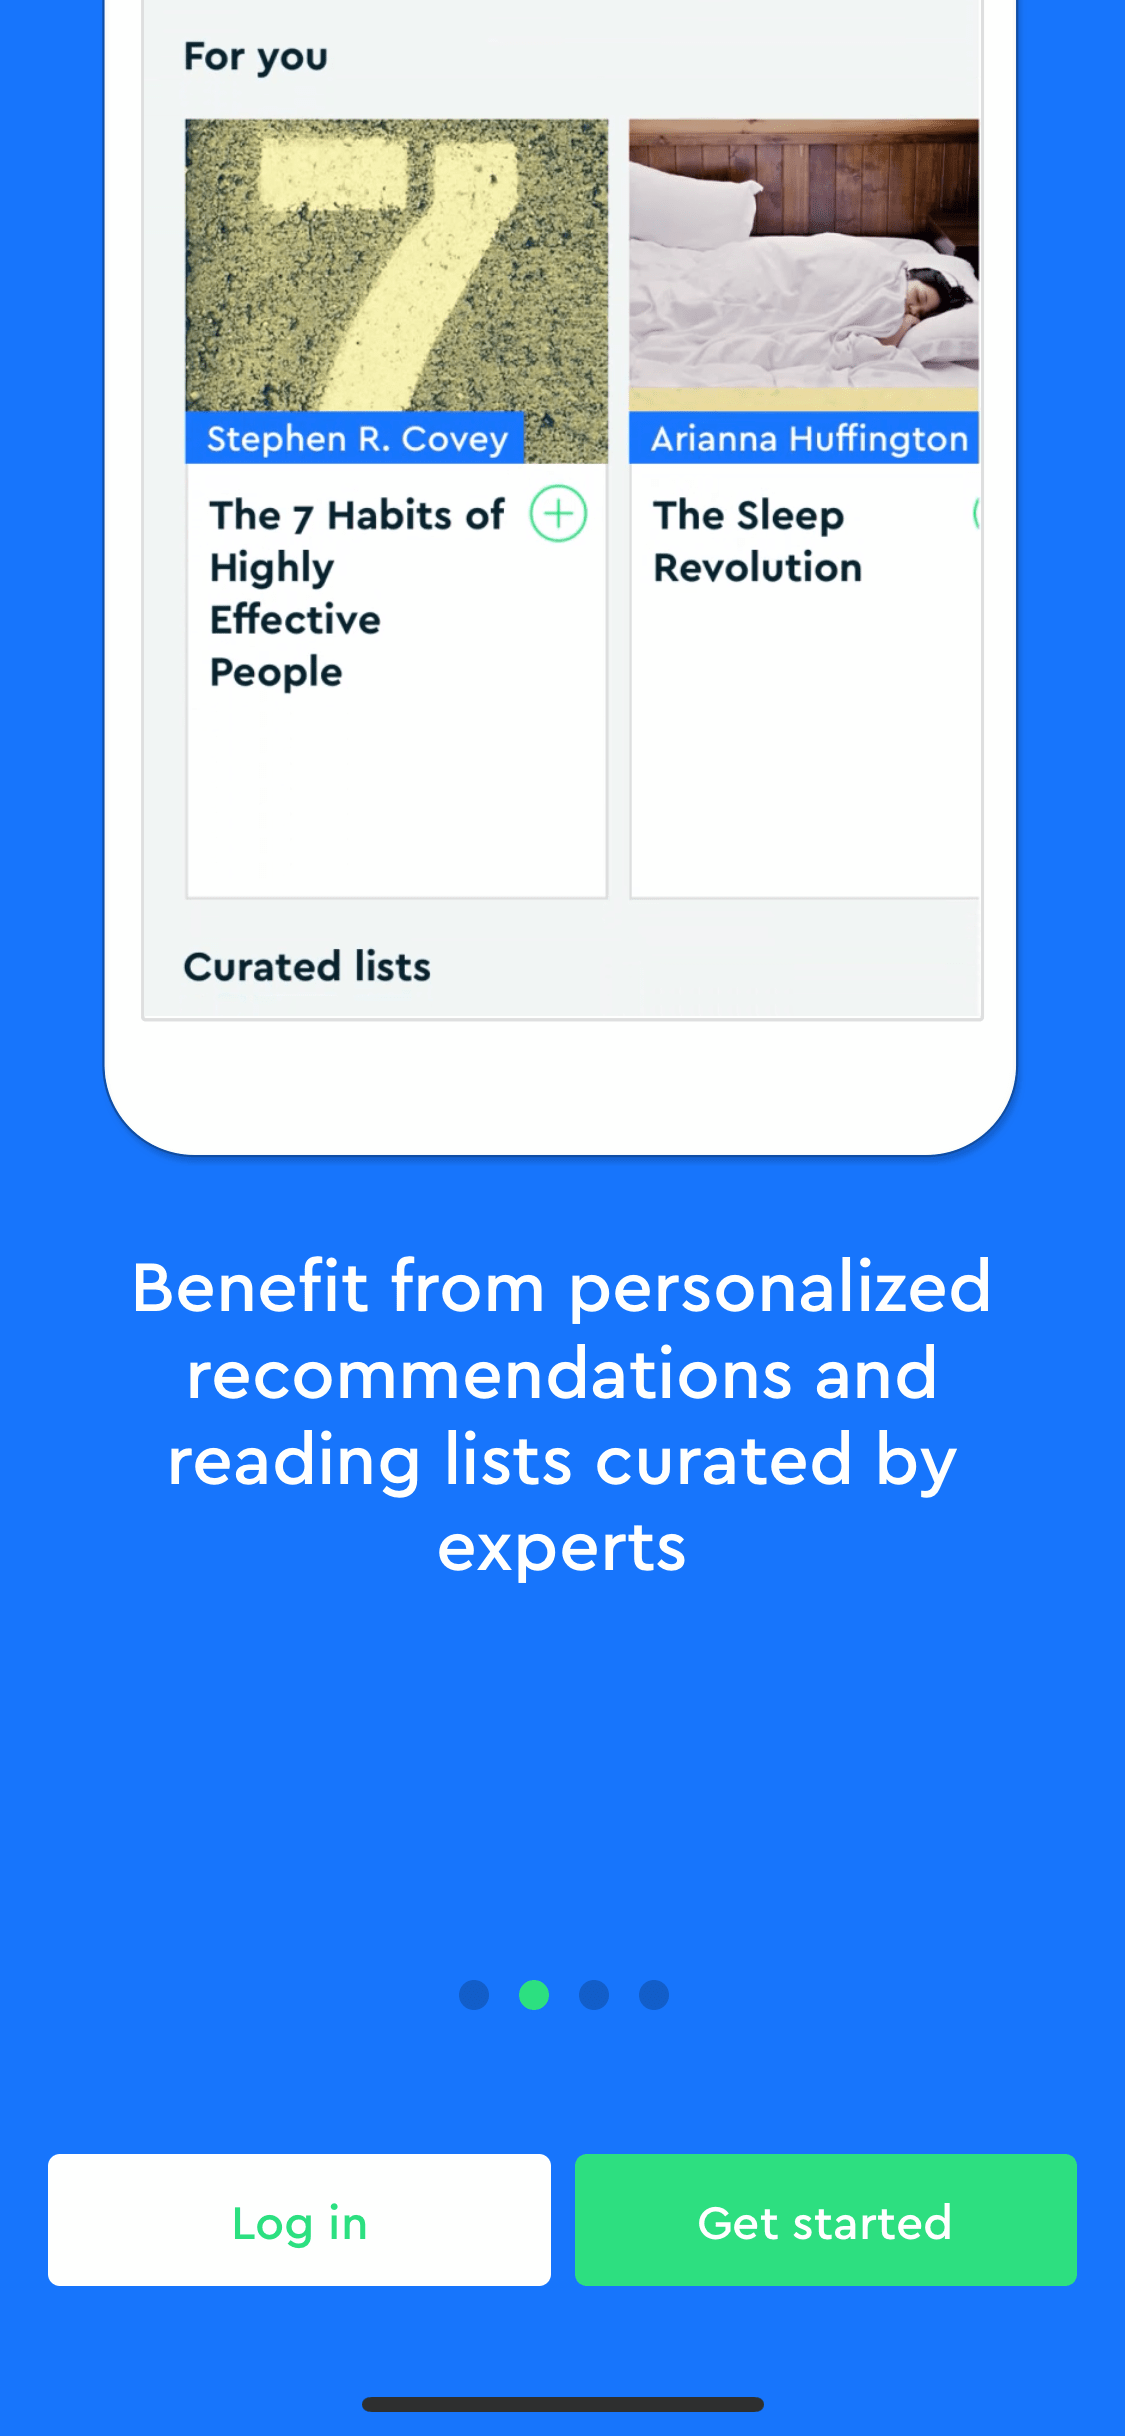 For you
7
Stephen R. Covey
Arianna Huffington
The 7 Habits of
Highly
Effective
People
The Sleep
Revolution
Curated lists
Benefit from personalized
recommendations and
reading lists curated by
experts
Log in
Get started